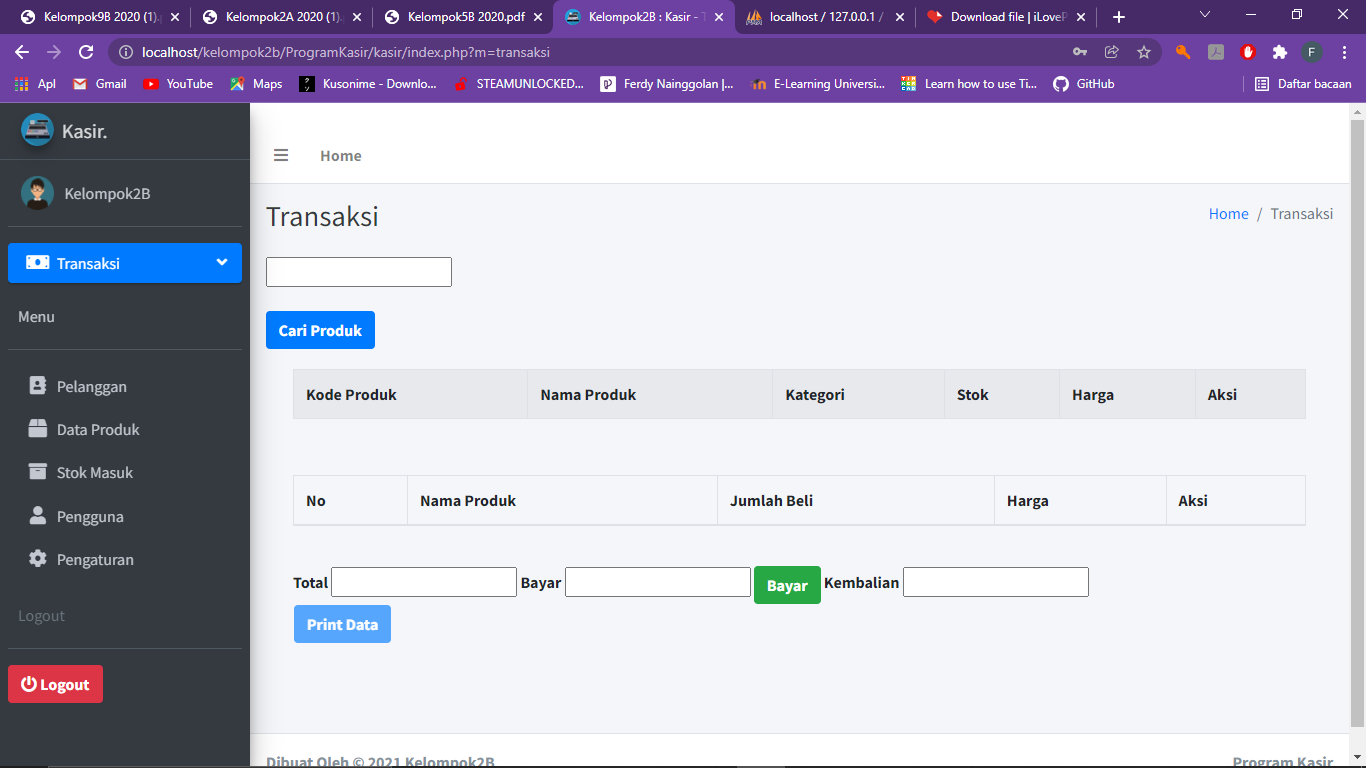 Kelompok9B 2020 (1).p
Kelompok2A 2020 (1).
Kelompok5B 2020.pdf
Kelompok2B : Kasir - T
localhost / 127.0.0.1 /
Download file | iLoveP
localhost/kelompok2b/ProgramKasir/kasir/index.php?m=transaksi
F
Apl
Gmail
YouTube
Maps
Kusonime - Downlo...
STEAMUNLOCKED...
Ferdy Nainggolan |...
E-Learning Universi...
Learn how to use Ti...
GitHub
Daftar bacaan
Kasir.
Kelompok2B
Transaksi
Menu
Pelanggan
Data Produk
Stok Masuk
Pengguna
Pengaturan
Logout
Logout
Home
Transaksi
Home / Transaksi
Cari Produk
Kode Produk Nama Produk Kategori Stok Harga Aksi
No Nama Produk Jumlah Beli Harga Aksi
Total Bayar Bayar Kembalian
Print Data
Dibuat Oleh © 2021 Kelompok2B
Program Kasir